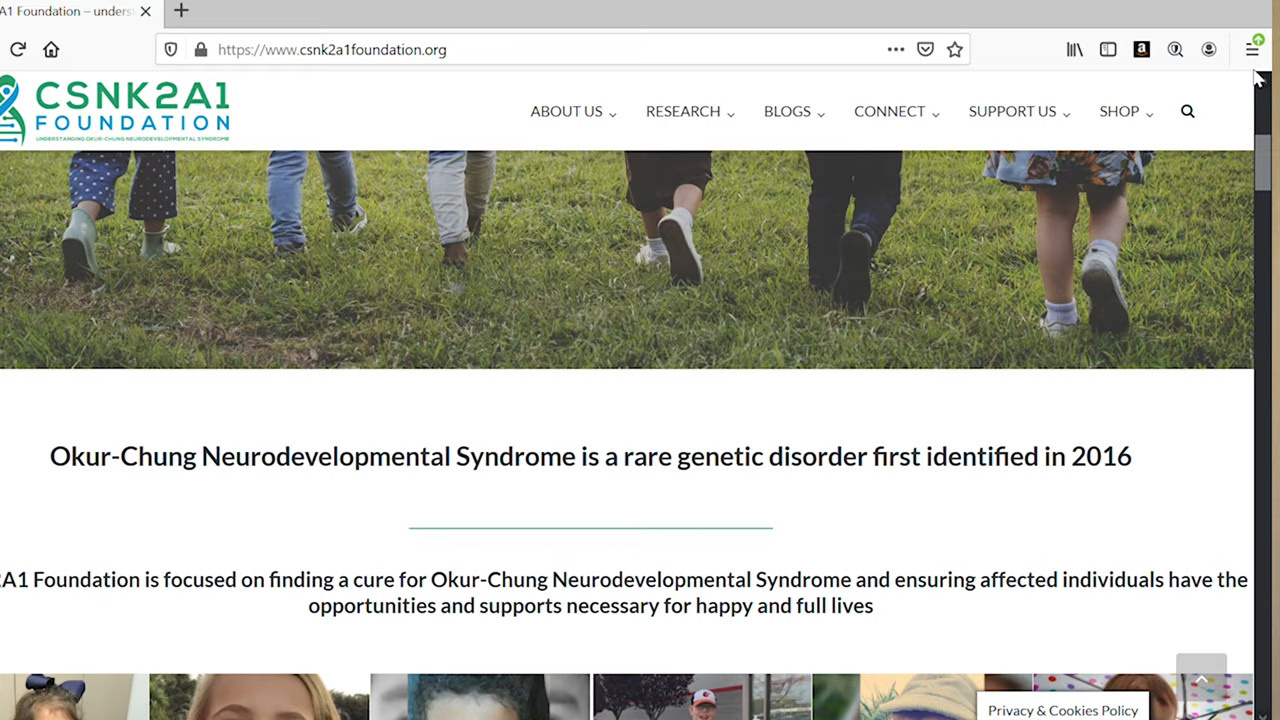 A1 Foundation – unders
https://www.csnk2a1foundation.org
CSNK2A1
FOUNDATION
UNDERSTANDING OKUR-CHUNG NEURODEVELOPMENTAL SYNDROME
ABOUT US
RESEARCH
BLOGS
CONNECT
SUPPORT US
SHOP
Okur-Chung Neurodevelopmental Syndrome is a rare genetic disorder first identified in 2016
2A1 Foundation is focused on finding a cure for Okur-Chung Neurodevelopmental Syndrome and ensuring affected individuals have the
opportunities and supports necessary for happy and full lives
Privacy & Cookies Policy